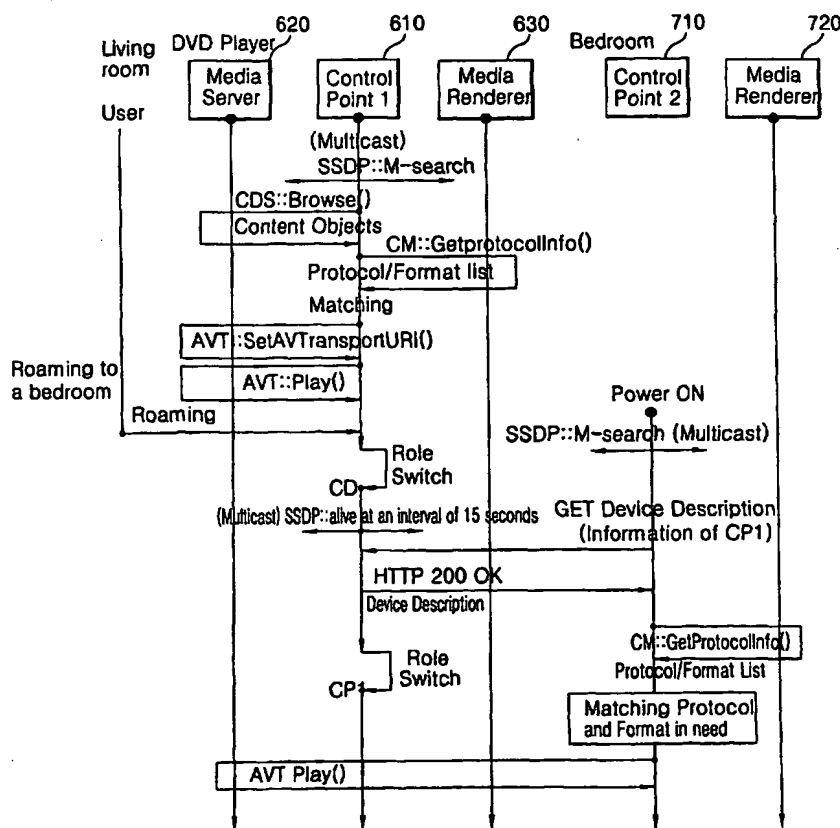 620
610
630
710
720
Living
room
DVD Player
Bedroom
Media
Server
Control
Point 1
Media
Renderer
Control
Point 2
Media
Renderer
User
(Multicast)
SSDP::M-search
CDS::Browse()
Content Objects
CM::GetprotocolInfo()
Protocol/Format list
Matching
AVT::SetAVTransportURI()
Roaming to
a bedroom
AVT::Play()
Power ON
Roaming
SSDP::M-search (Multicast)
Role
Switch
CD
(Multicast) SSDP::alive at an interval of 15 seconds
GET Device Description
(Information of CP1)
HTTP 200 OK
Device Description
CM::GetProtocolInfo()
Protocol/Format List
Role
Switch
CP1
Matching Protocol
and Format in need
AVT Play()